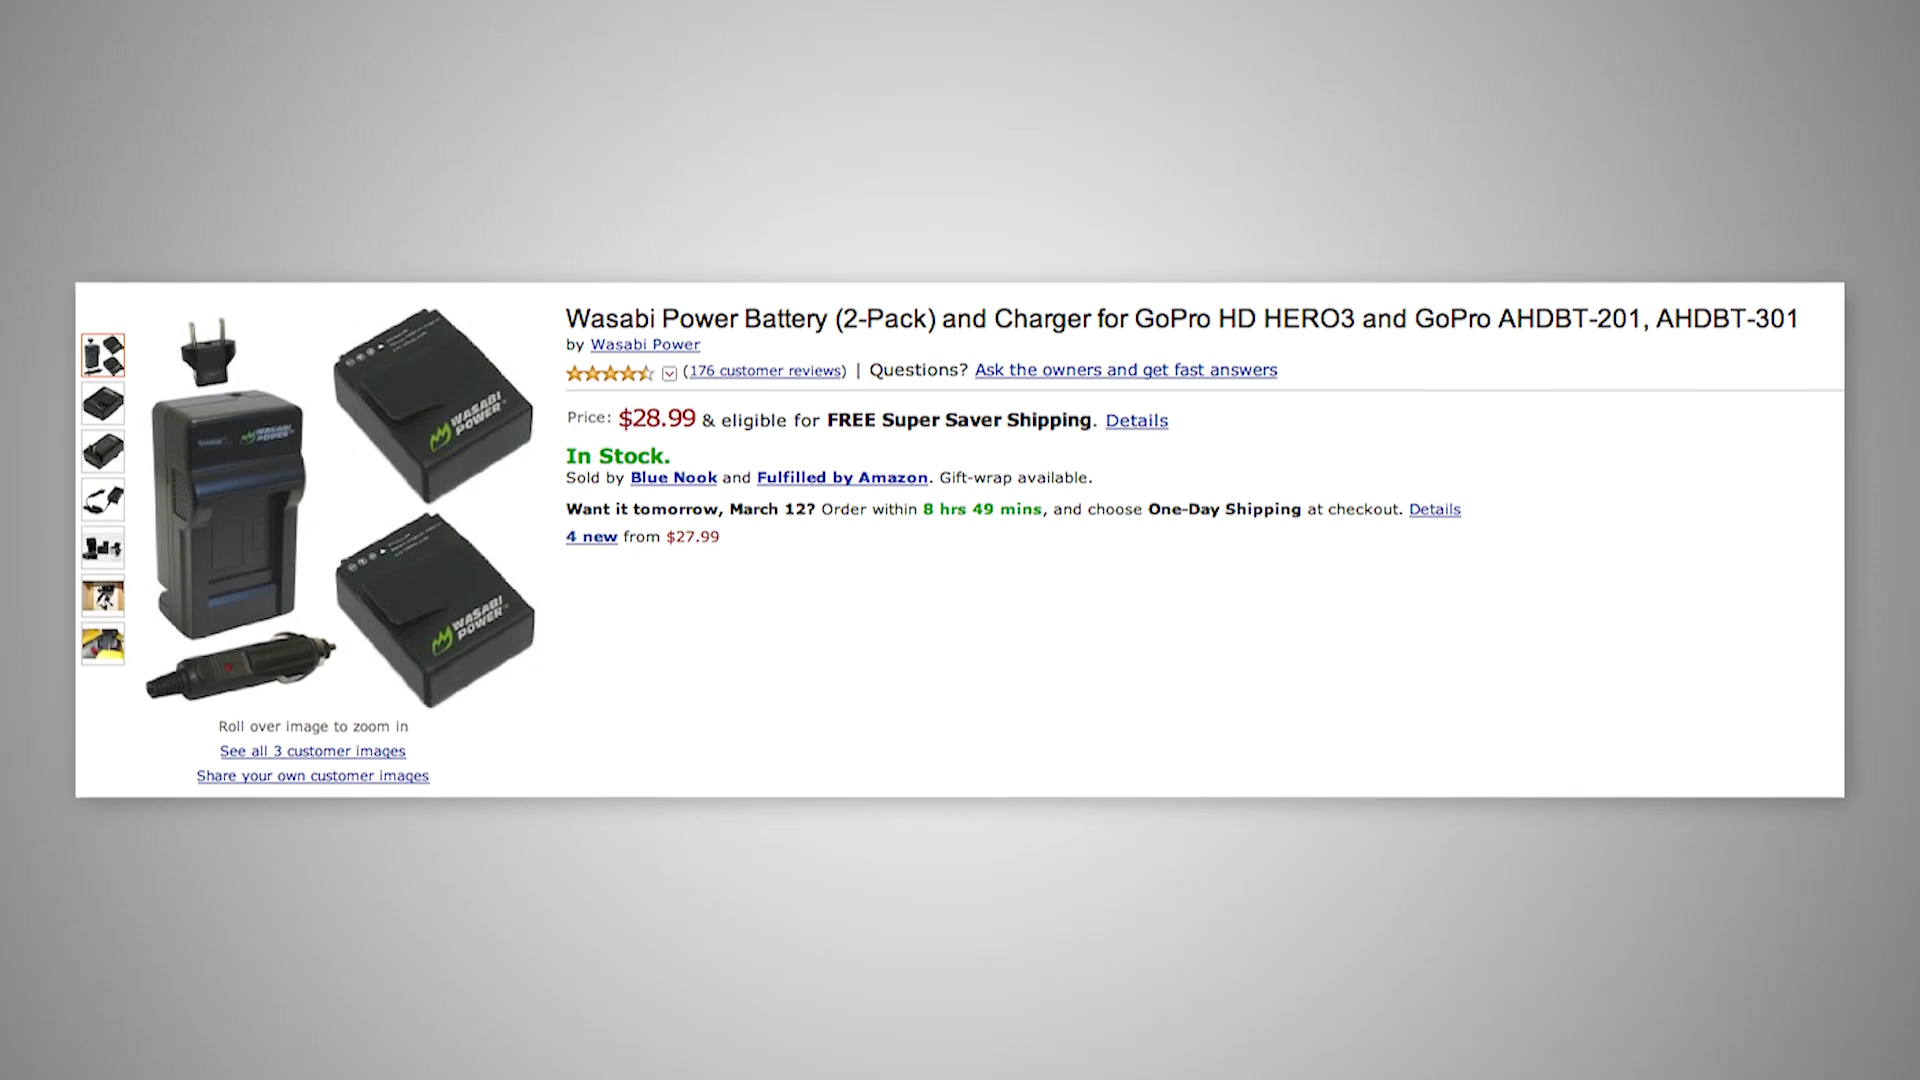 Wasabi Power Battery (2-Pack) and Charger for GoPro HD HERO3 and GoPro AHDBT-201, AHDBT-301
by Wasabi Power
(176 customer reviews) | Questions? Ask the owners and get fast answers
Price: $28.99 & eligible for FREE Super Saver Shipping. Details
In Stock.
Sold by Blue Nook and Fulfilled by Amazon. Gift-wrap available.
Want it tomorrow, March 12? Order within 8 hrs 49 mins, and choose One-Day Shipping at checkout. Details
4 new from $27.99
WASABI
POWER
WASABI
POWER
WASABI
POWER
Roll over image to zoom in
See all 3 customer images
Share your own customer images